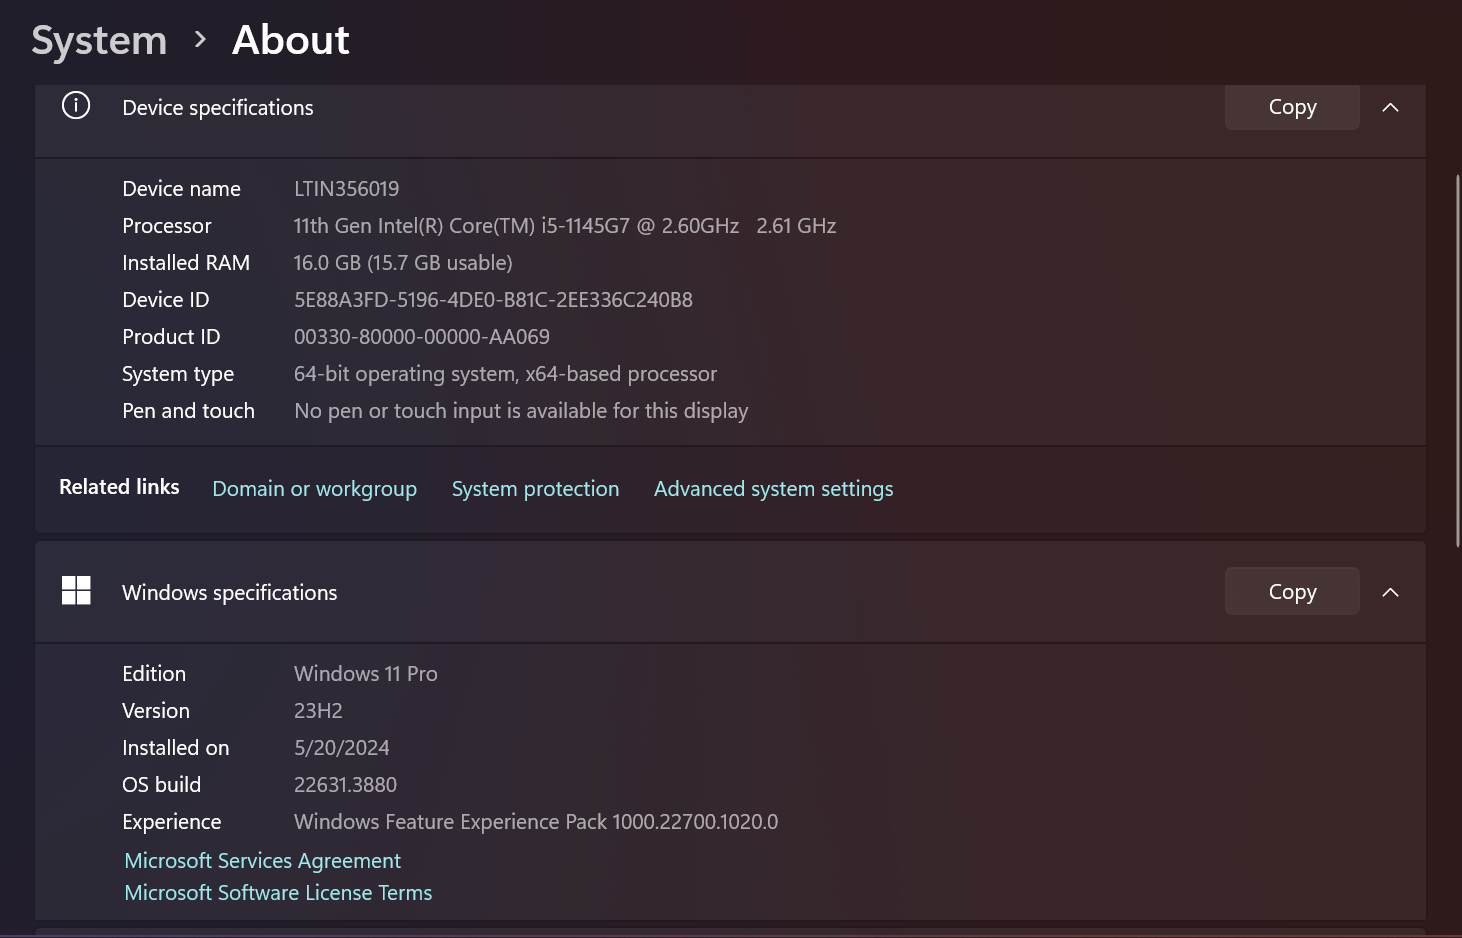 System > About
Device specifications Copy
Device name LTIN356019
Processor 11th Gen Intel(R) Core(TM) i5-1145G7 @ 2.60GHz 2.61 GHz
Installed RAM 16.0 GB (15.7 GB usable)
Device ID 5E88A3FD-5196-4DE0-B81C-2EE336C240B8
Product ID 00330-80000-00000-AA069
System type 64-bit operating system, x64-based processor
Pen and touch No pen or touch input is available for this display
Related links Domain or workgroup System protection Advanced system settings
Windows specifications Copy
Edition Windows 11 Pro
Version 23H2
Installed on 5/20/2024
OS build 22631.3880
Experience Windows Feature Experience Pack 1000.22700.1020.0
Microsoft Services Agreement
Microsoft Software License Terms